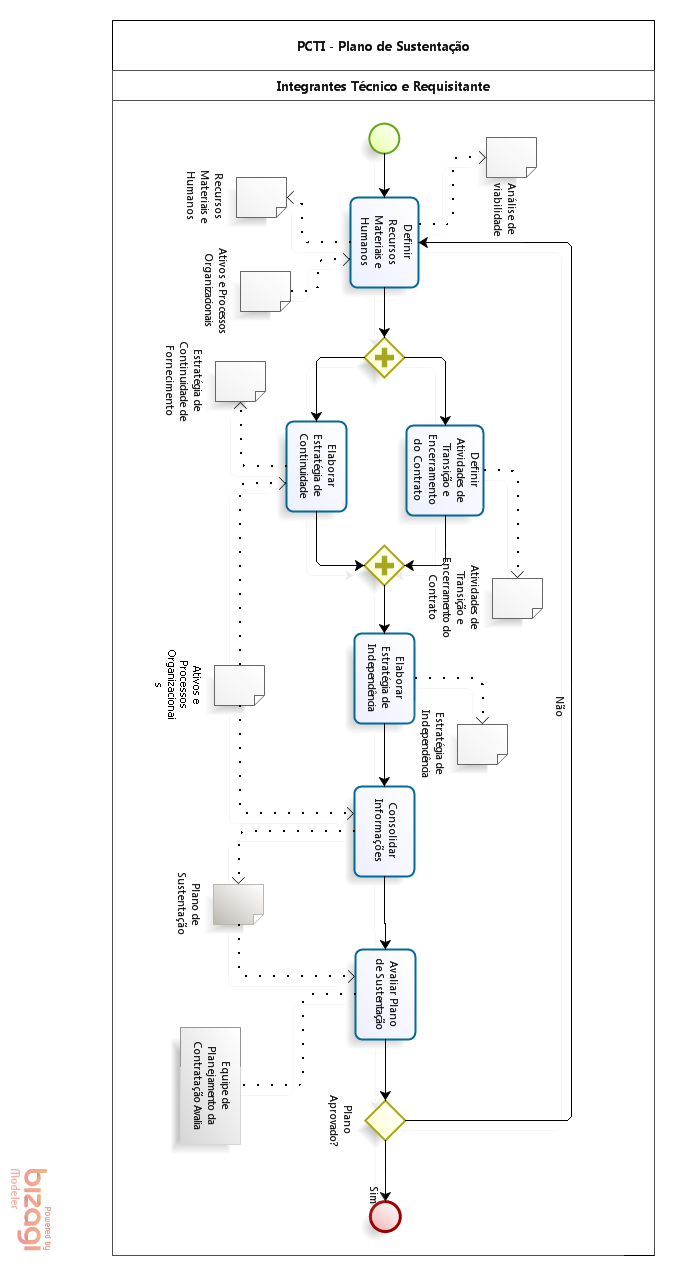 PCTI - Plano de Sustentação
Integrantes Técnico e Requisitante
Análise de
viabilidade
Recursos
Materiais e
Humanos
Definir
Recursos
Materiais e
Humanos
Ativos e Processos
Organizacionais
Estratégia de
Continuidade de
Fornecimento
Elaborar
Estratégia de
Continuidade
Definir
Atividades de
Transição e
Encerramento
do Contrato
Atividades de
Transição e
Encerramento do
Contrato
Elaborar
Estratégia de
Independência
Estratégia de
Independência
Ativos e
Processos
Organizacionai
s
Não
Consolidar
Informações
Plano de
Sustentação
Avaliar Plano
de Sustentação
Equipe de
Planejamento da
Contratação Avalia
Plano
Aprovado?
Sim
Powered by
bizagi
Modeler